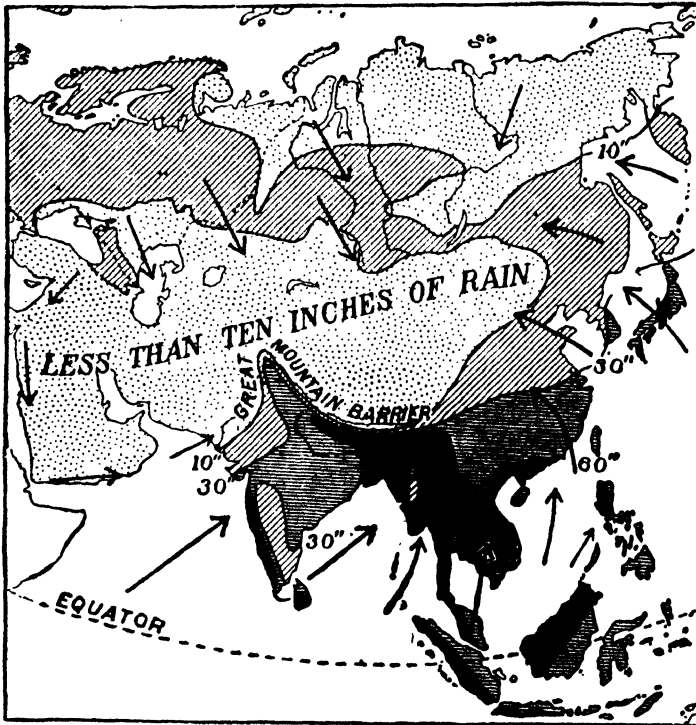 10"
LESS THAN TEN INCHES OF RAIN
GREAT
MOUNTAIN BARRIER
30"
10"
30"
60"
30"
EQUATOR